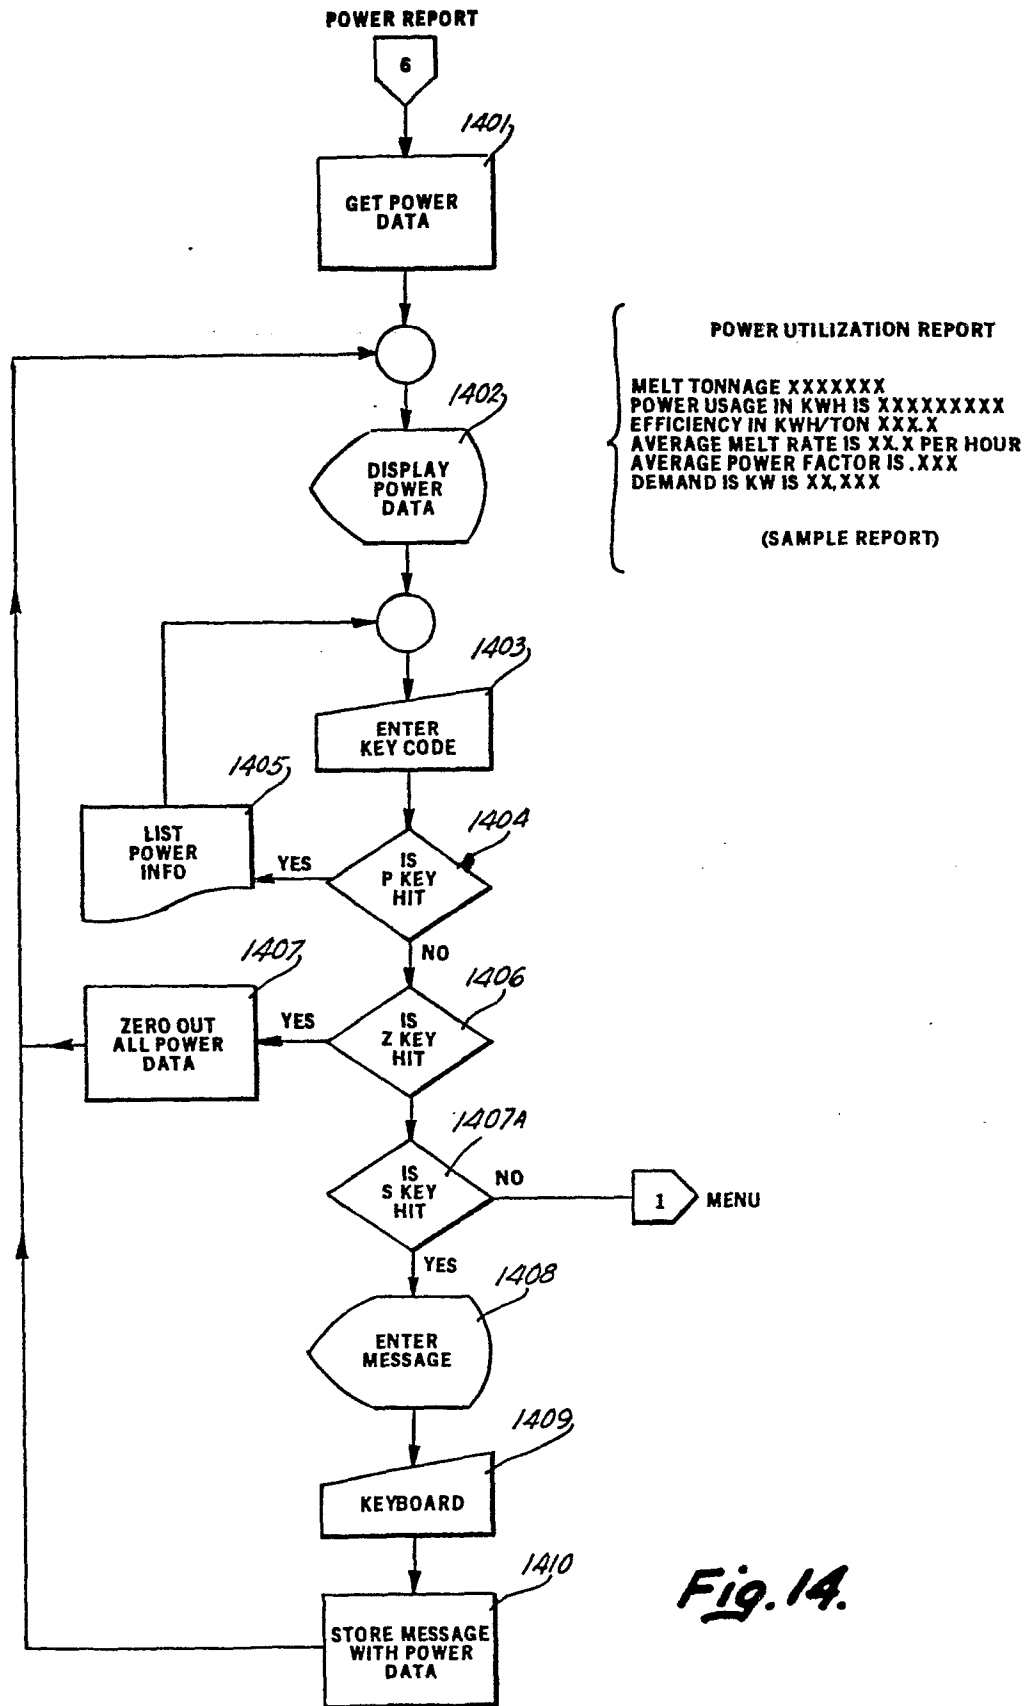 POWER REPORT
6
1401
GET POWER
DATA
POWER UTILIZATION REPORT
MELT TONNAGE XXXXXXX
POWER USAGE IN KWH IS XXXXXXXXX
EFFICIENCY IN KWH/TON XXX.X
AVERAGE MELT RATE IS XX.X PER HOUR
AVERAGE POWER FACTOR IS .XXX
DEMAND IS KW IS XX,XXX
(SAMPLE REPORT)
1402
DISPLAY
POWER
DATA
1403
ENTER
KEY CODE
1405
LIST
POWER
INFO
1404
IS
P KEY
HIT
YES
NO
1407
ZERO OUT
ALL POWER
DATA
1406
IS
Z KEY
HIT
YES
1407A
IS
S KEY
HIT
NO
1
MENU
YES
1408
ENTER
MESSAGE
1409
KEYBOARD
1410
STORE MESSAGE
WITH POWER
DATA
Fig. 14.